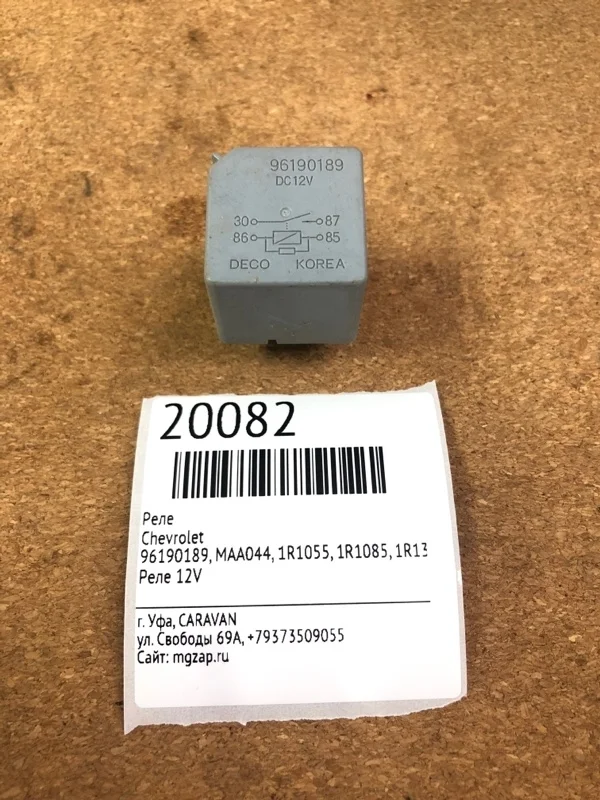 96190189
DC12V
30 87
86 85
DECO KOREA
20082
Реле
Chevrolet
96190189, MAA044, 1R1055, 1R1085, 1R13
Реле 12V
г. Уфа, CARAVAN
ул. Свободы 69А, +79373509055
Сайт: mgzap.ru